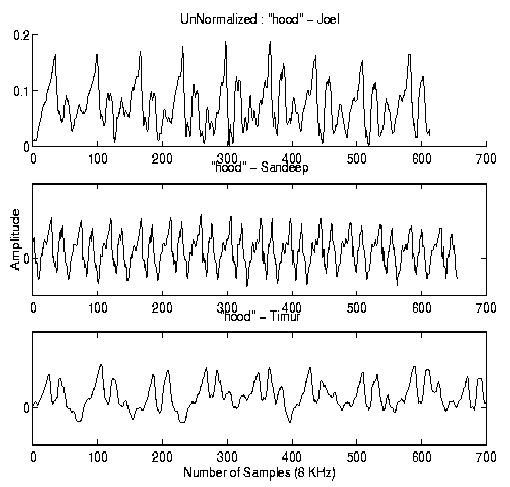 UnNormalized : "hood" - Joel
0.2
0.1
0
0 100 200 300 400 500 600 700
"hood" - Sandeep
Amplitude
0
0 100 200 300 400 500 600 700
"hood" - Timur
0
0 100 200 300 400 500 600 700
Number of Samples (8 KHz)